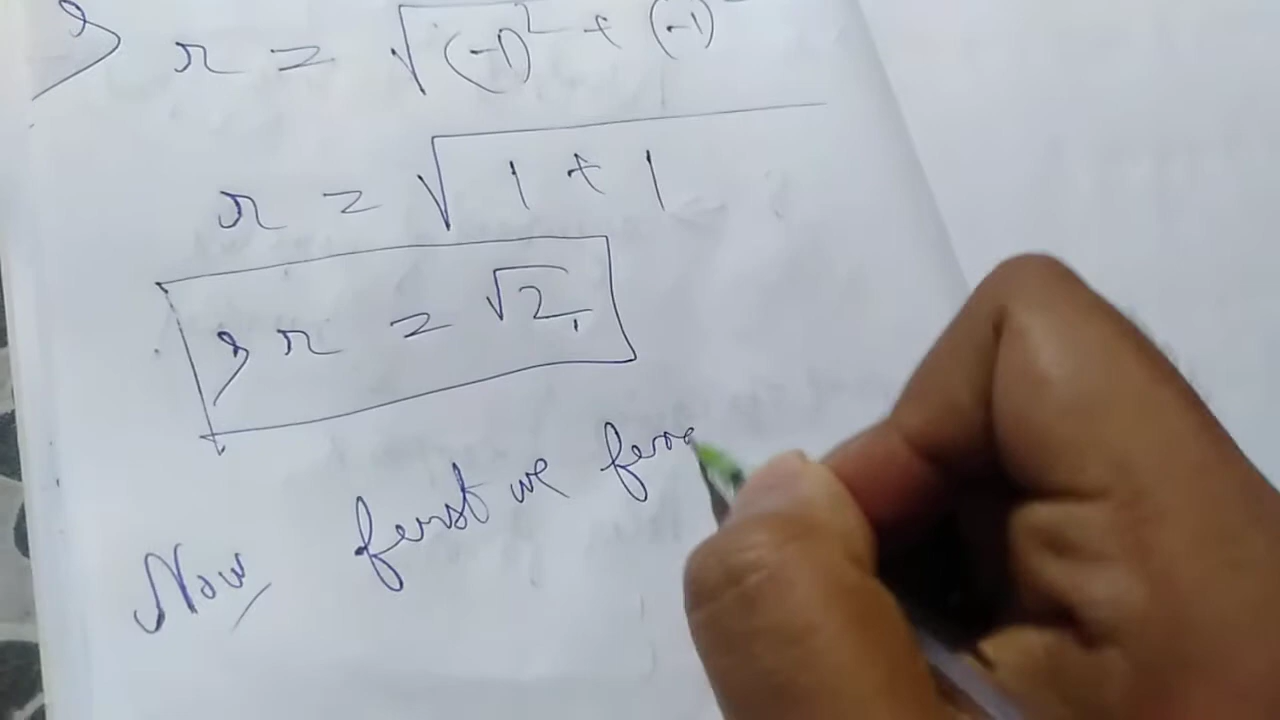 r = √(-1)² + (-1)
r = √1 + 1
r = √2
Now first we